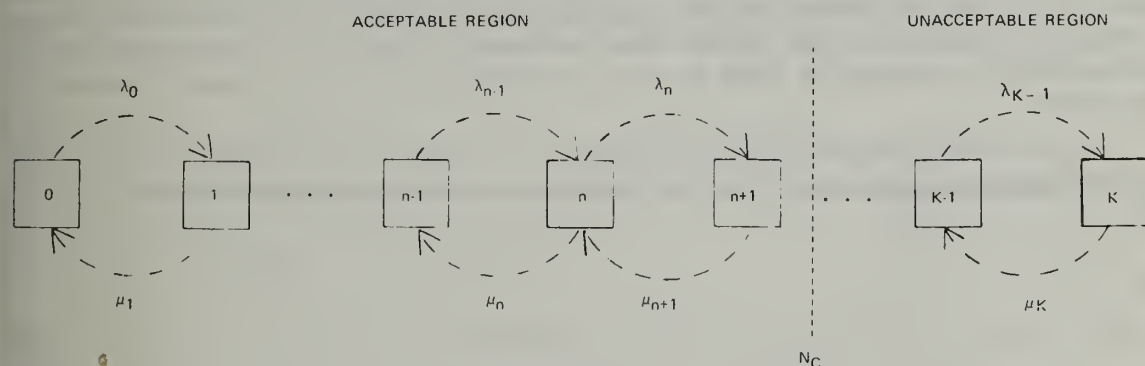 ACCEPTABLE REGION
UNACCEPTABLE REGION
λ0
λn-1
λn
λK-1
0
1
. . .
n-1
n
n+1
. . .
K-1
K
μ1
μn
μn+1
μK
NC